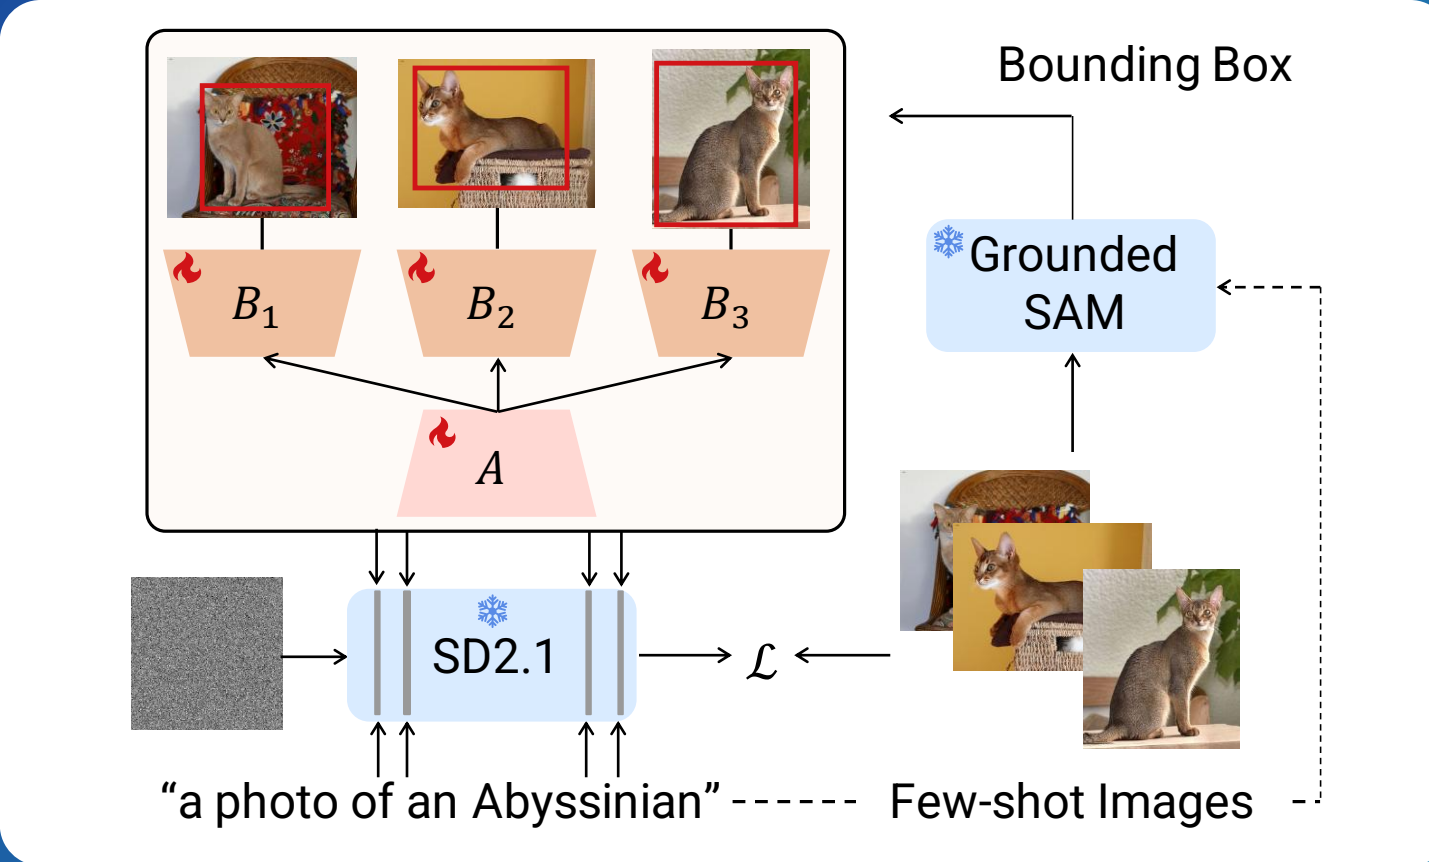 Bounding Box
B₁
B₂
B₃
A
Grounded
SAM
SD2.1
ℒ
“a photo of an Abyssinian”
Few-shot Images